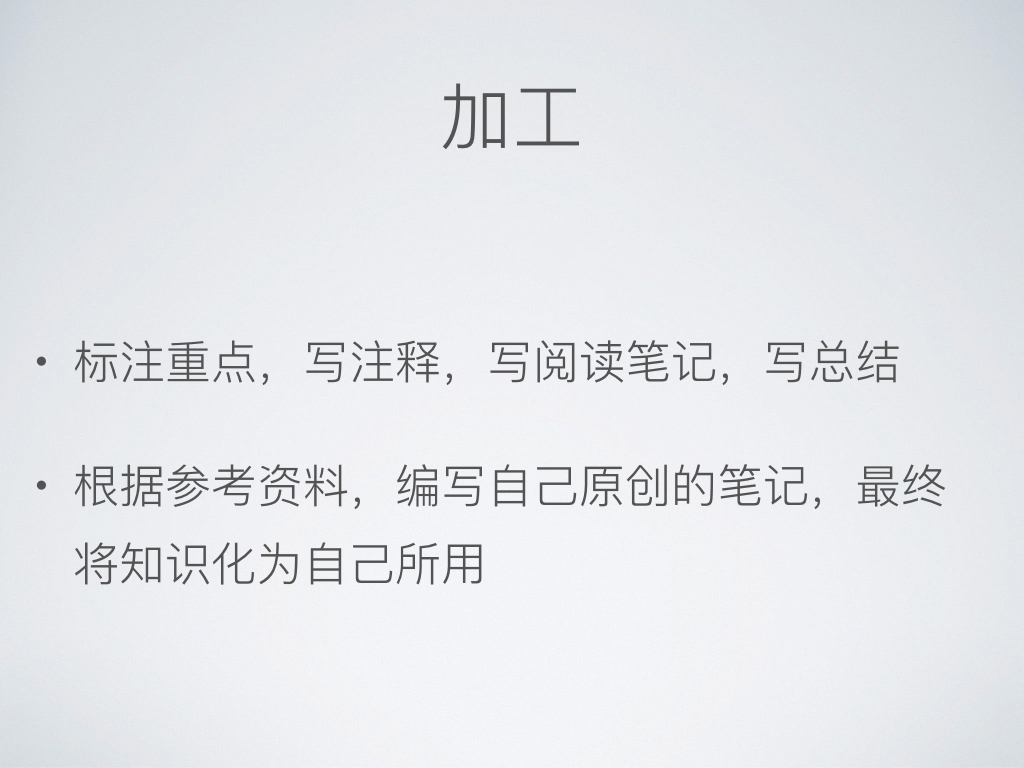 加工
• 标注重点，写注释，写阅读笔记，写总结
• 根据参考资料，编写自己原创的笔记，最终
将知识化为自己所用